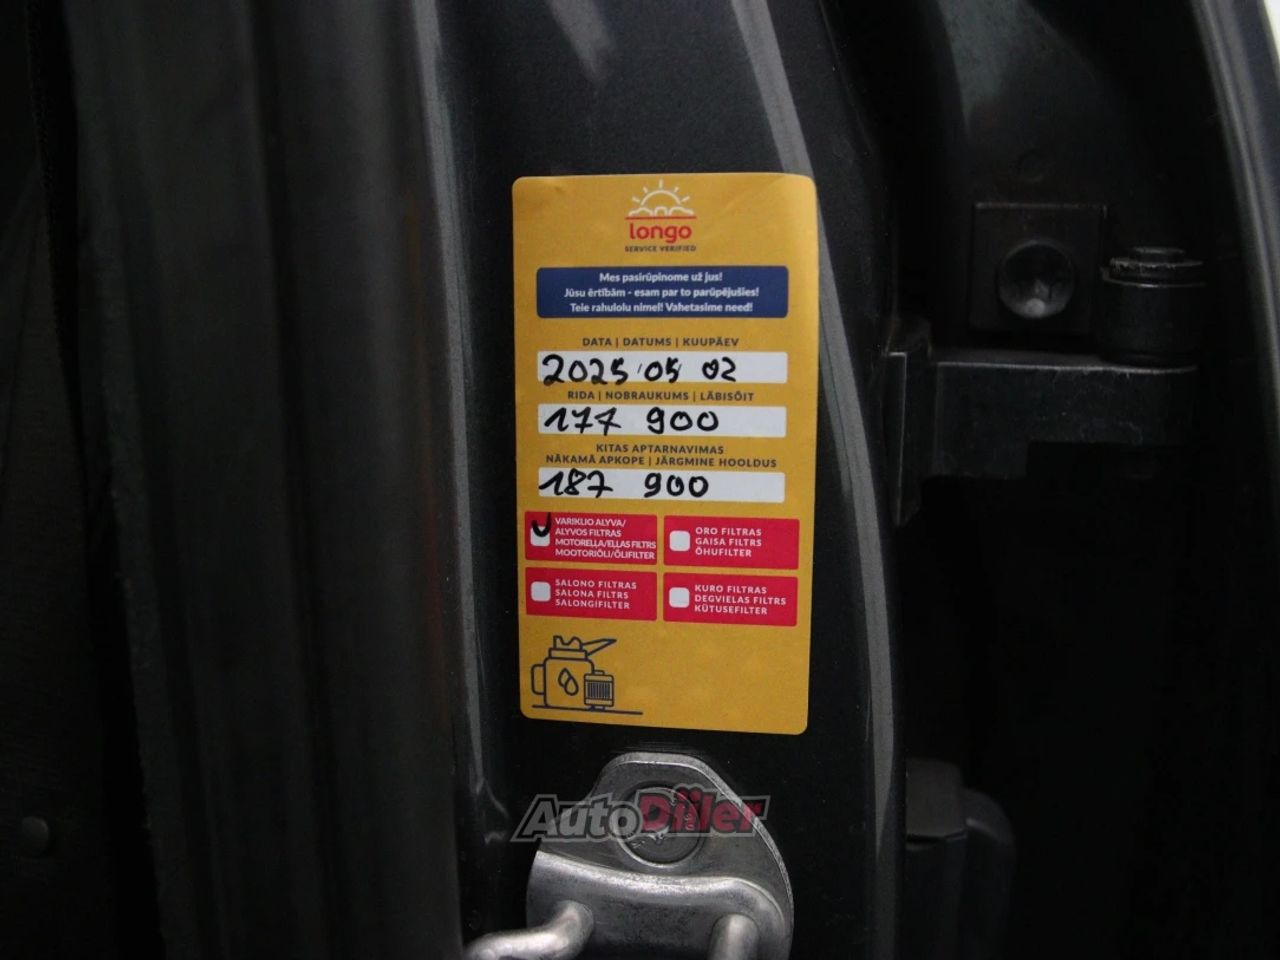 longo
SERVICE VERIFIED
Mes pasirūpinome už jus!
Jūsu ērtībām - esam par to parūpējušies!
Teie rahulolu nimel! Vahetasime need!
DATA | DATUMS | KUUPÄEV
2025 05 02
RIDA | NOBRAUKUMS | LÄBISÕIT
177 900
KITAS APTARNAVIMAS
NĀKAMĀ APKOPE | JÄRGMINE HOOLDUS
187 900
VARIKLIO ALYVA/
ALYVOS FILTRAS
MOTORELLA/ELLAS FILTRS
MOOTORIÕLI/ÕLIFILTER
ORO FILTRAS
GAISA FILTRS
ÕHUFILTER
SALONO FILTRAS
SALONA FILTRS
SALONGIFILTER
KURO FILTRAS
DEGVIELAS FILTRS
KÜTUSEFILTER
AutoDiiler